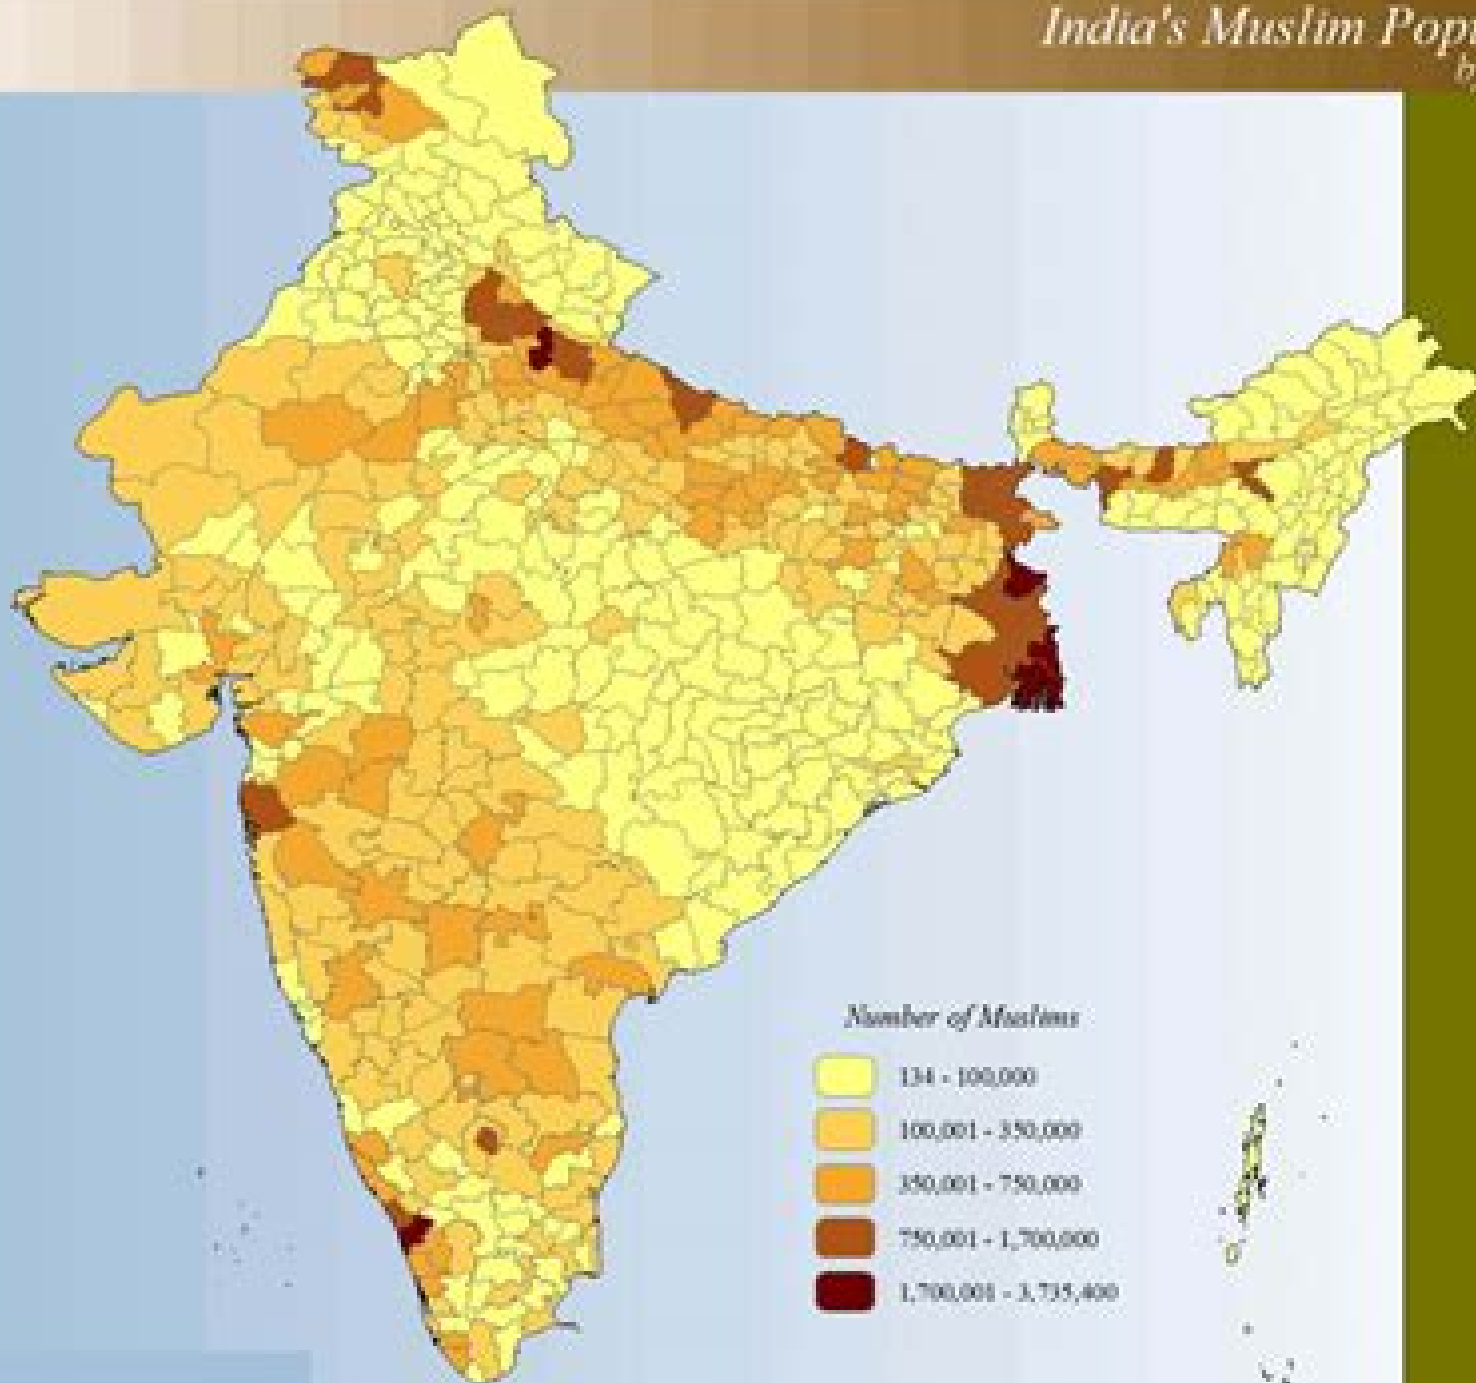 India's Muslim Popu
b
Number of Muslims
134 - 100,000
100,001 - 350,000
350,001 - 750,000
750,001 - 1,700,000
1,700,001 - 3,735,400